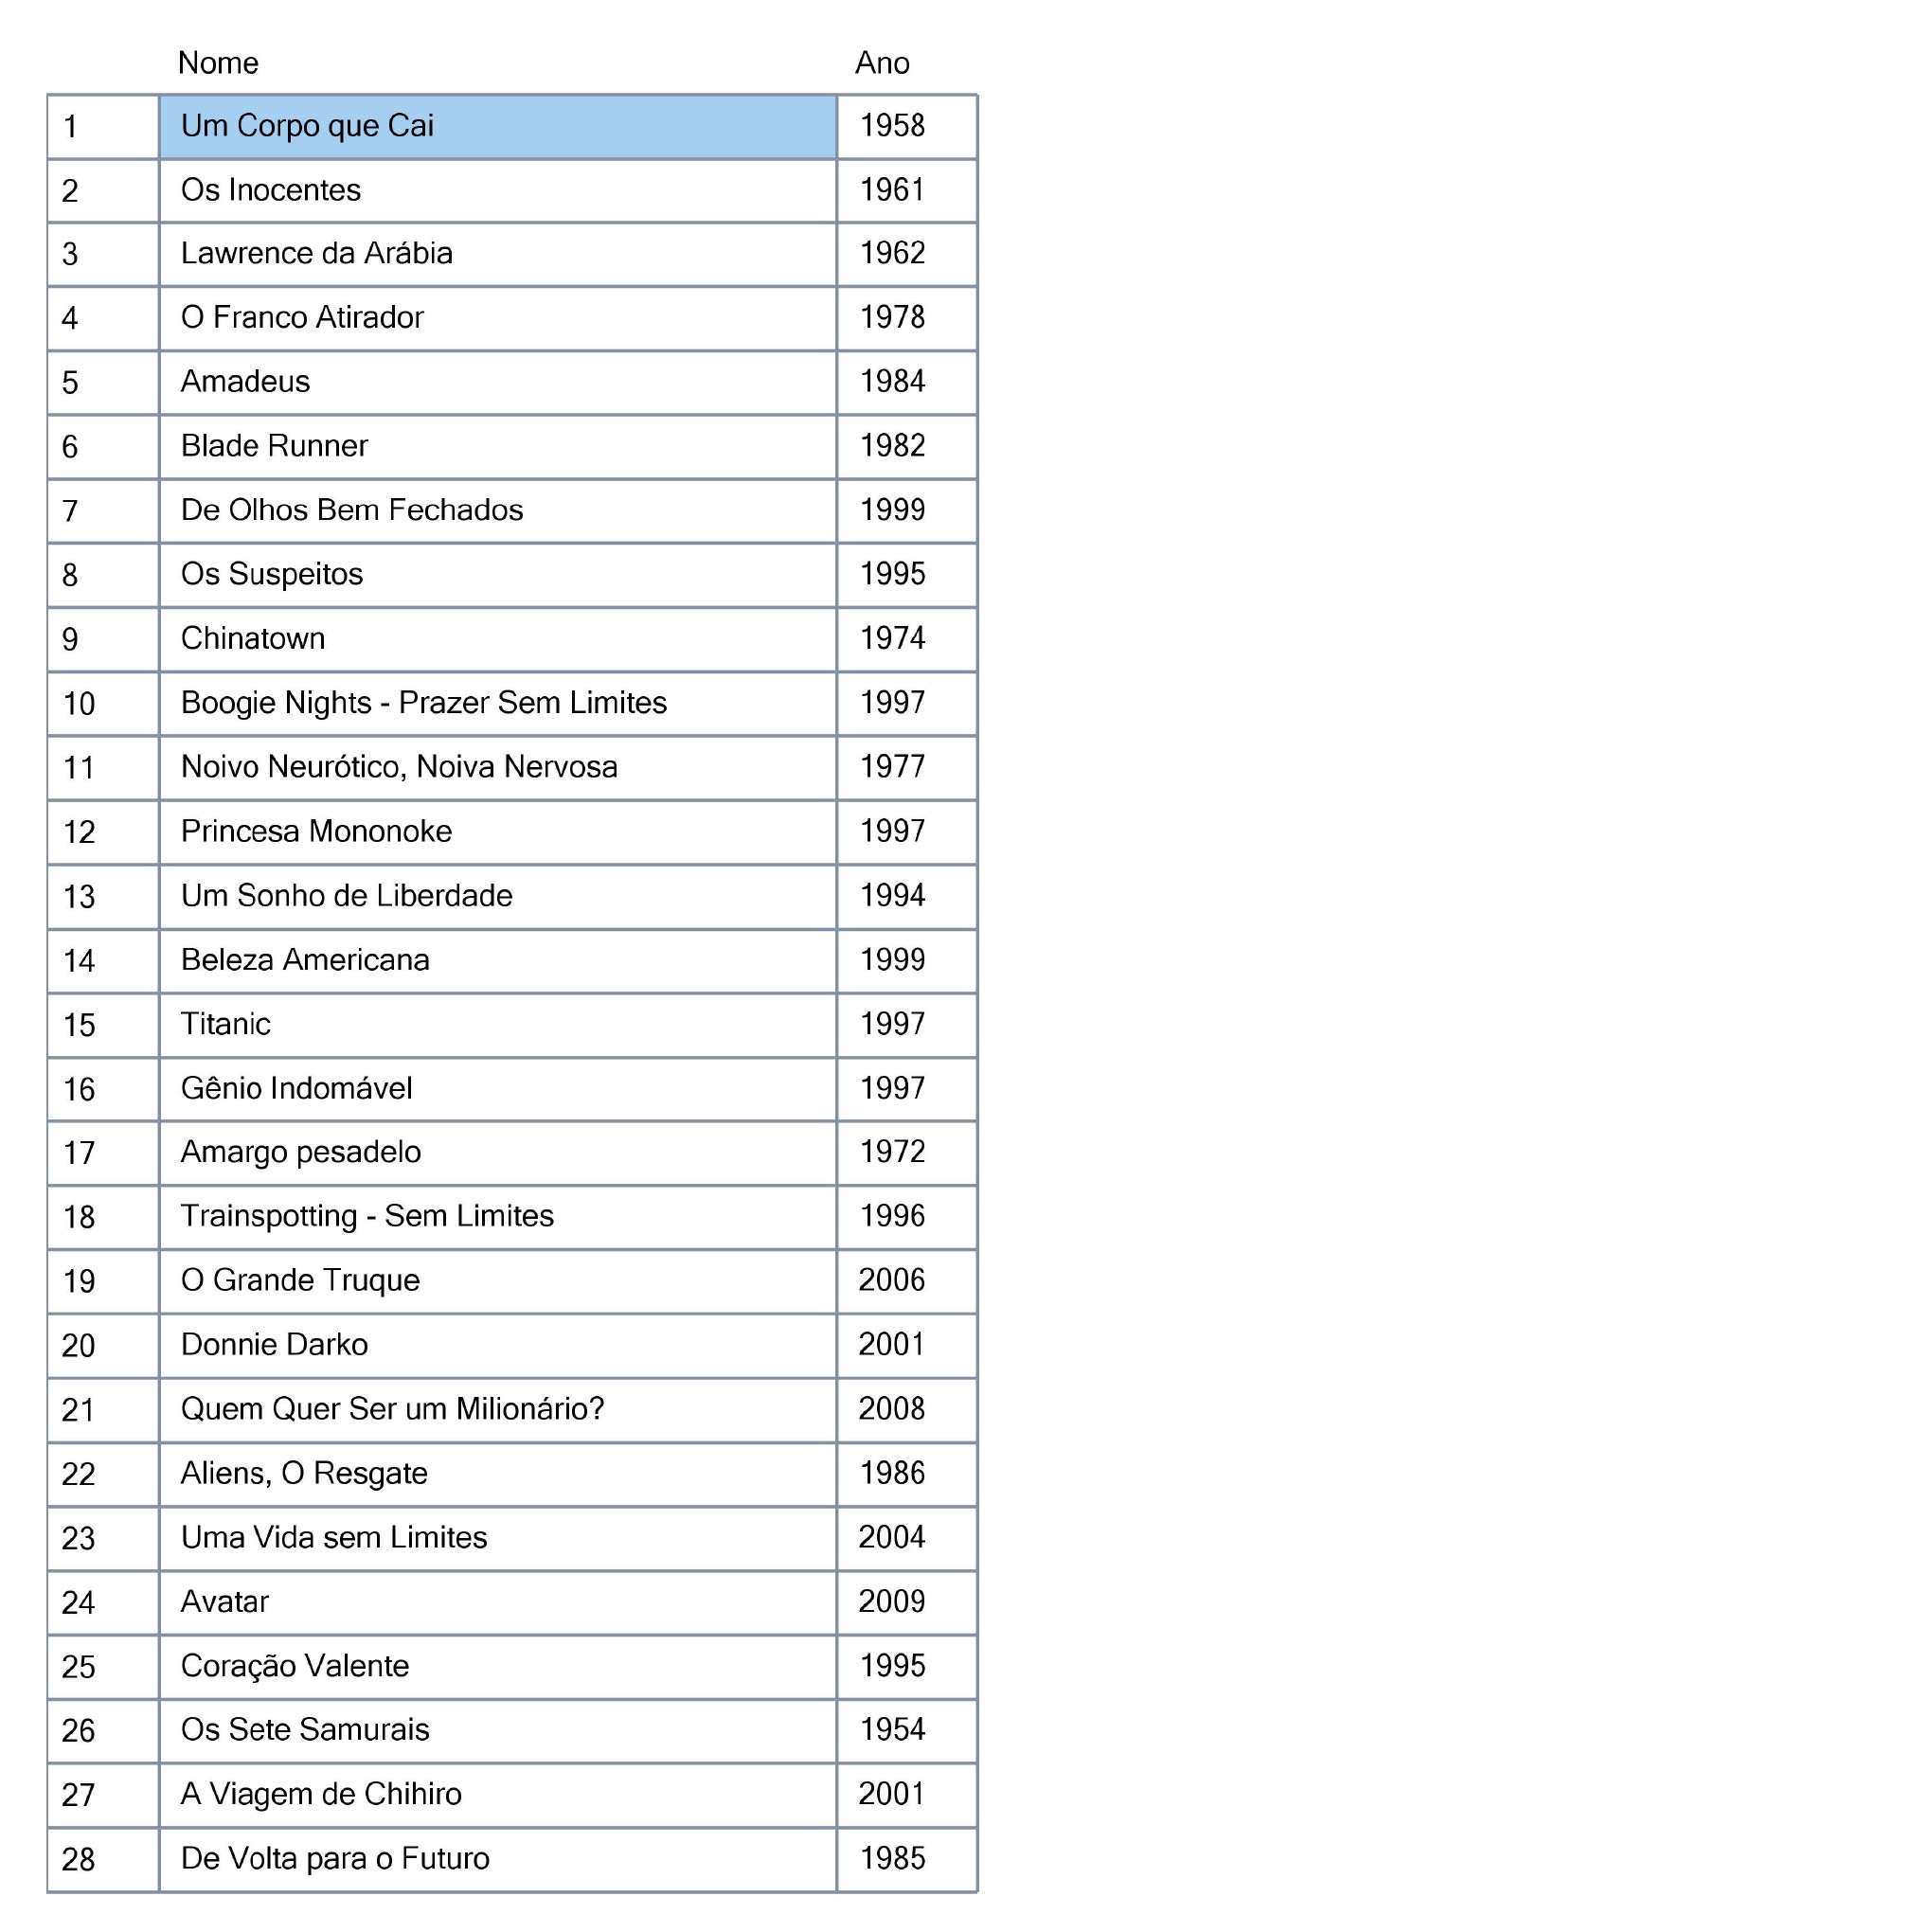 Nome Ano
1 Um Corpo que Cai 1958
2 Os Inocentes 1961
3 Lawrence da Arábia 1962
4 O Franco Atirador 1978
5 Amadeus 1984
6 Blade Runner 1982
7 De Olhos Bem Fechados 1999
8 Os Suspeitos 1995
9 Chinatown 1974
10 Boogie Nights - Prazer Sem Limites 1997
11 Noivo Neurótico, Noiva Nervosa 1977
12 Princesa Mononoke 1997
13 Um Sonho de Liberdade 1994
14 Beleza Americana 1999
15 Titanic 1997
16 Gênio Indomável 1997
17 Amargo pesadelo 1972
18 Trainspotting - Sem Limites 1996
19 O Grande Truque 2006
20 Donnie Darko 2001
21 Quem Quer Ser um Milionário? 2008
22 Aliens, O Resgate 1986
23 Uma Vida sem Limites 2004
24 Avatar 2009
25 Coração Valente 1995
26 Os Sete Samurais 1954
27 A Viagem de Chihiro 2001
28 De Volta para o Futuro 1985